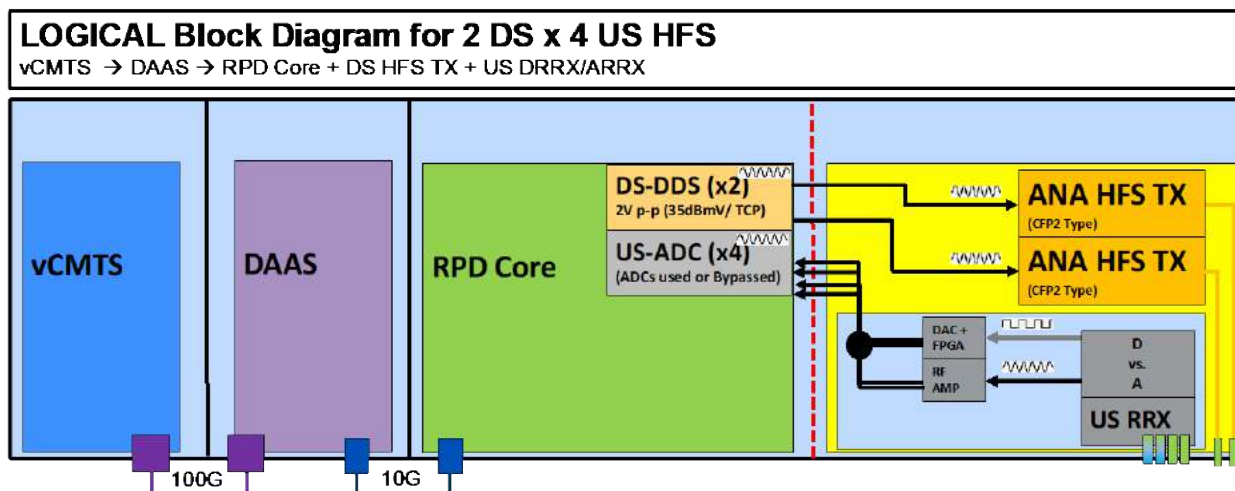 LOGICAL Block Diagram for 2 DS x 4 US HFS
vCMTS → DAAS → RPD Core + DS HFS TX + US DRRX/ARRX
vCMTS
DAAS
RPD Core
DS-DDS (x2)
2V p-p (35dBmV/ TCP)
US-ADC (x4)
(ADCs used or Bypassed)
ANA HFS TX
(CFP2 Type)
ANA HFS TX
(CFP2 Type)
DAC +
FPGA
RF
AMP
D
vs.
A
US RRX
100G
10G